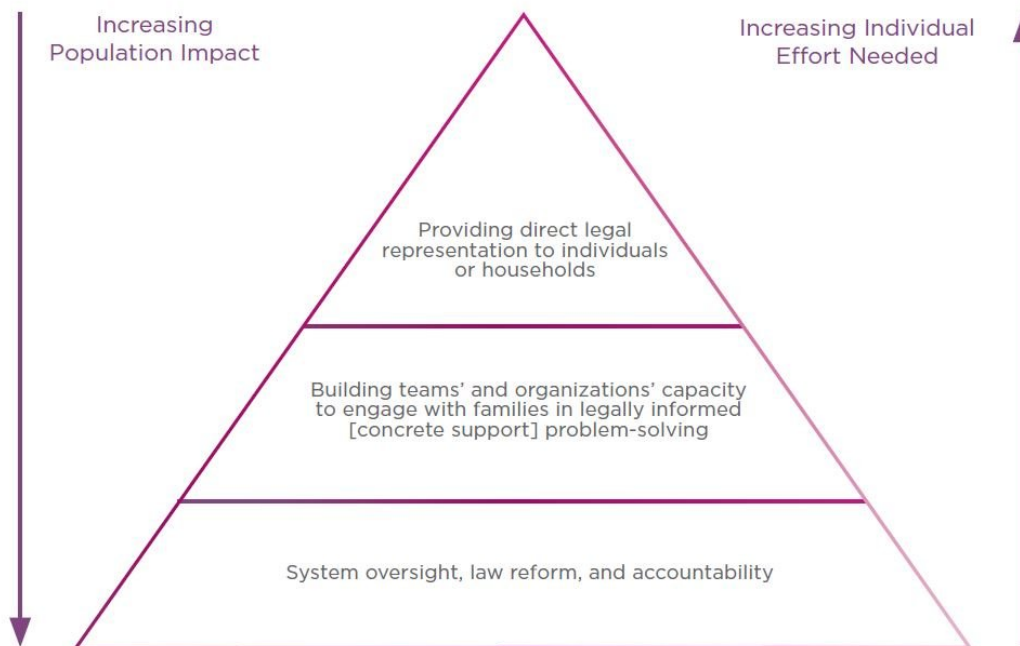 Increasing
Population Impact
Increasing Individual
Effort Needed
Providing direct legal
representation to individuals
or households
Building teams’ and organizations’ capacity
to engage with families in legally informed
[concrete support] problem-solving
System oversight, law reform, and accountability